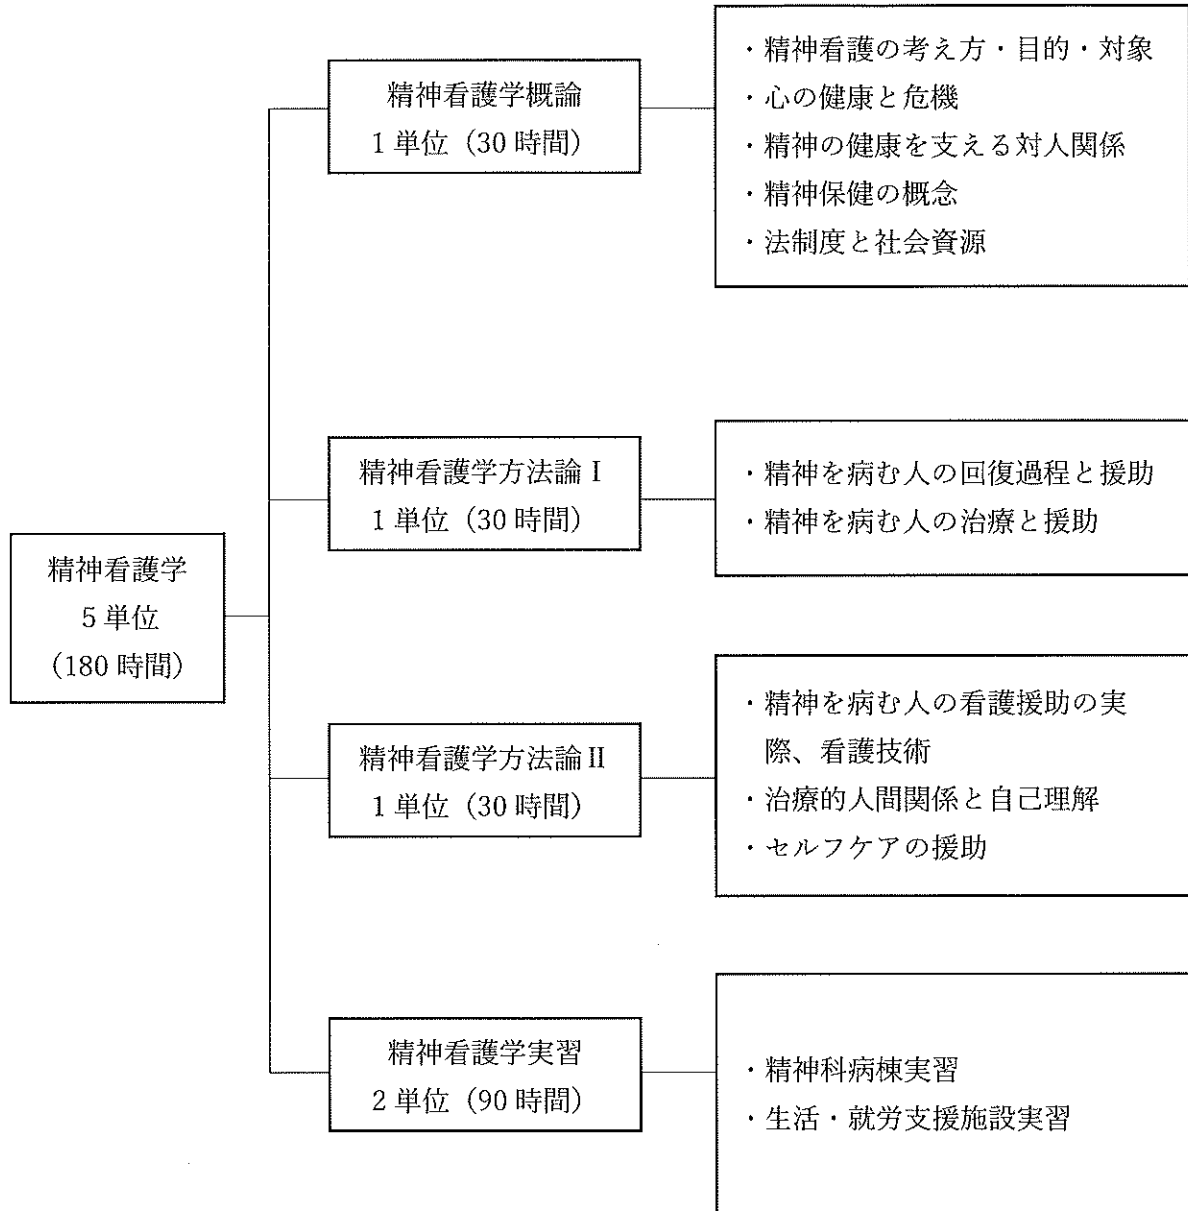 精神看護学
5単位
(180時間)
精神看護学概論
1単位(30時間)
・精神看護の考え方・目的・対象
・心の健康と危機
・精神の健康を支える対人関係
・精神保健の概念
・法制度と社会資源
精神看護学方法論Ⅰ
1単位(30時間)
・精神を病む人の回復過程と援助
・精神を病む人の治療と援助
精神看護学方法論Ⅱ
1単位(30時間)
・精神を病む人の看護援助の実
際、看護技術
・治療的人間関係と自己理解
・セルフケアの援助
精神看護学実習
2単位(90時間)
・精神科病棟実習
・生活・就労支援施設実習